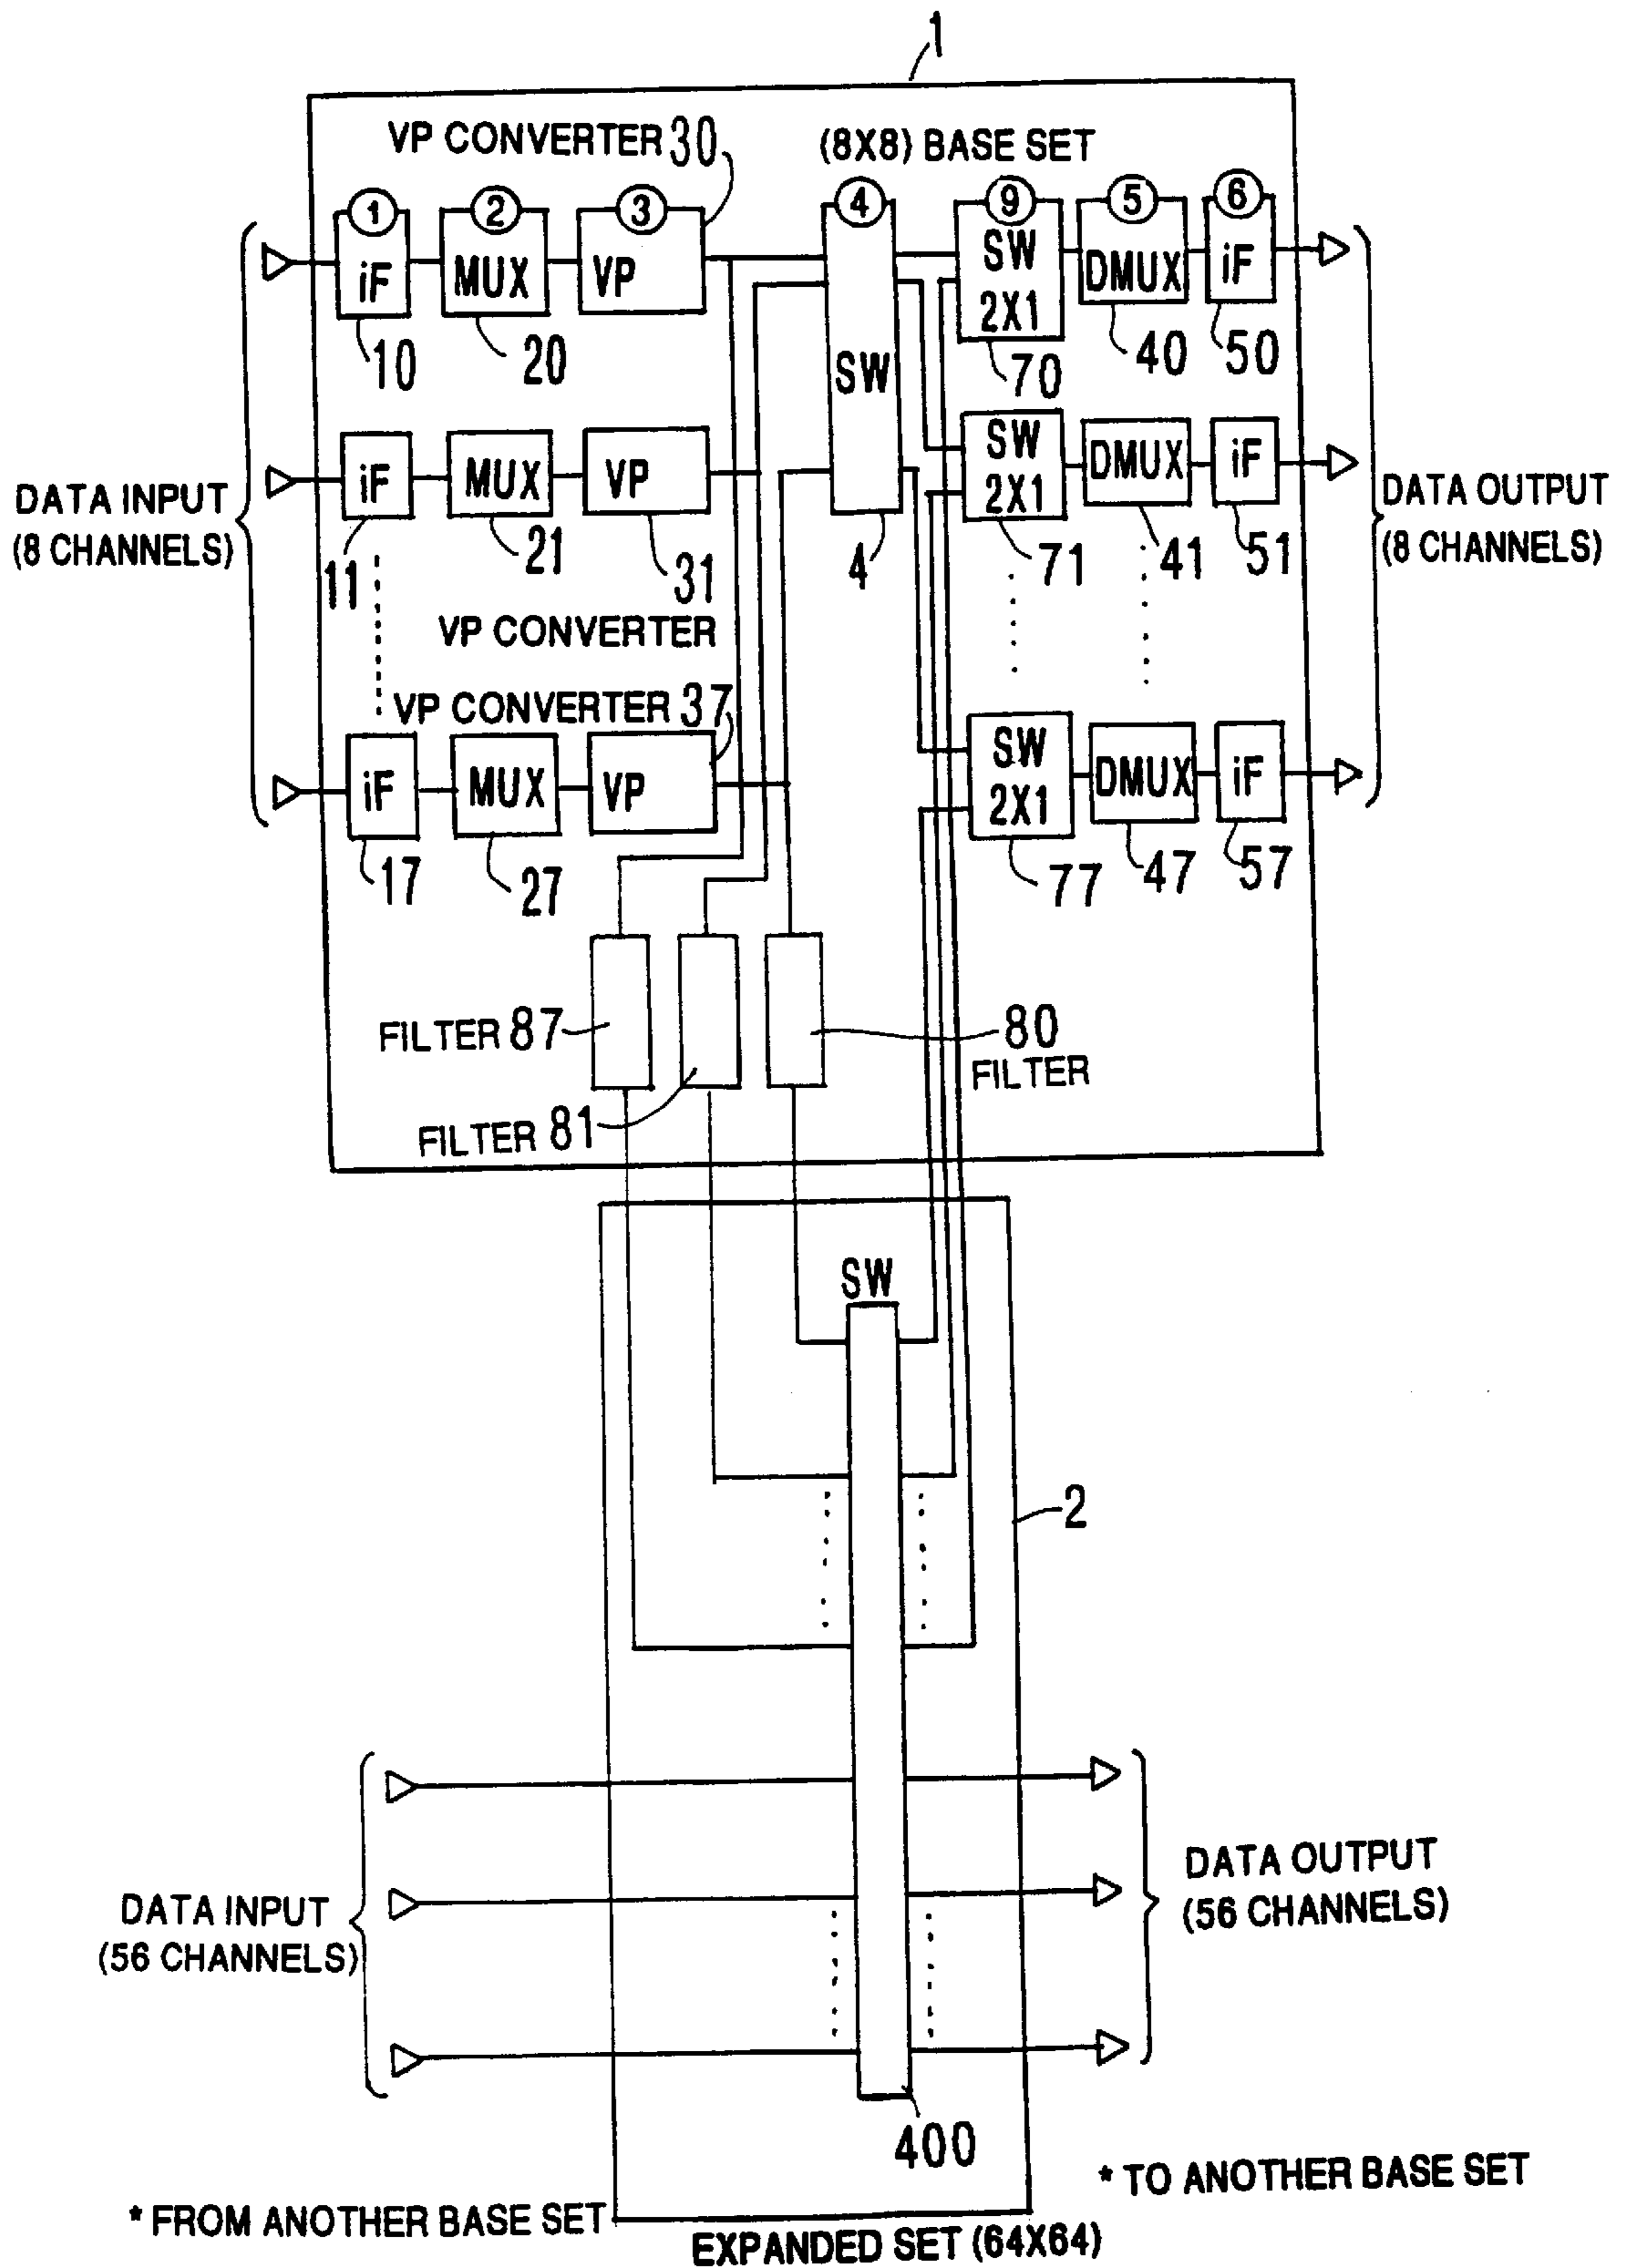 1
VP CONVERTER 30
(8X8) BASE SET
1 2 3 4 9 5 6
iF MUX VP SW SW 2X1 DMUX iF
10 20 70 40 50
DATA INPUT
(8 CHANNELS)
iF MUX VP SW 2X1 DMUX iF
11 21 31 4 71 41 51
DATA OUTPUT
(8 CHANNELS)
VP CONVERTER
VP CONVERTER 37
iF MUX VP SW 2X1 DMUX iF
17 27 77 47 57
FILTER 87
80
FILTER
FILTER 81
SW
2
DATA INPUT
(56 CHANNELS)
DATA OUTPUT
(56 CHANNELS)
400
* TO ANOTHER BASE SET
* FROM ANOTHER BASE SET
EXPANDED SET (64X64)